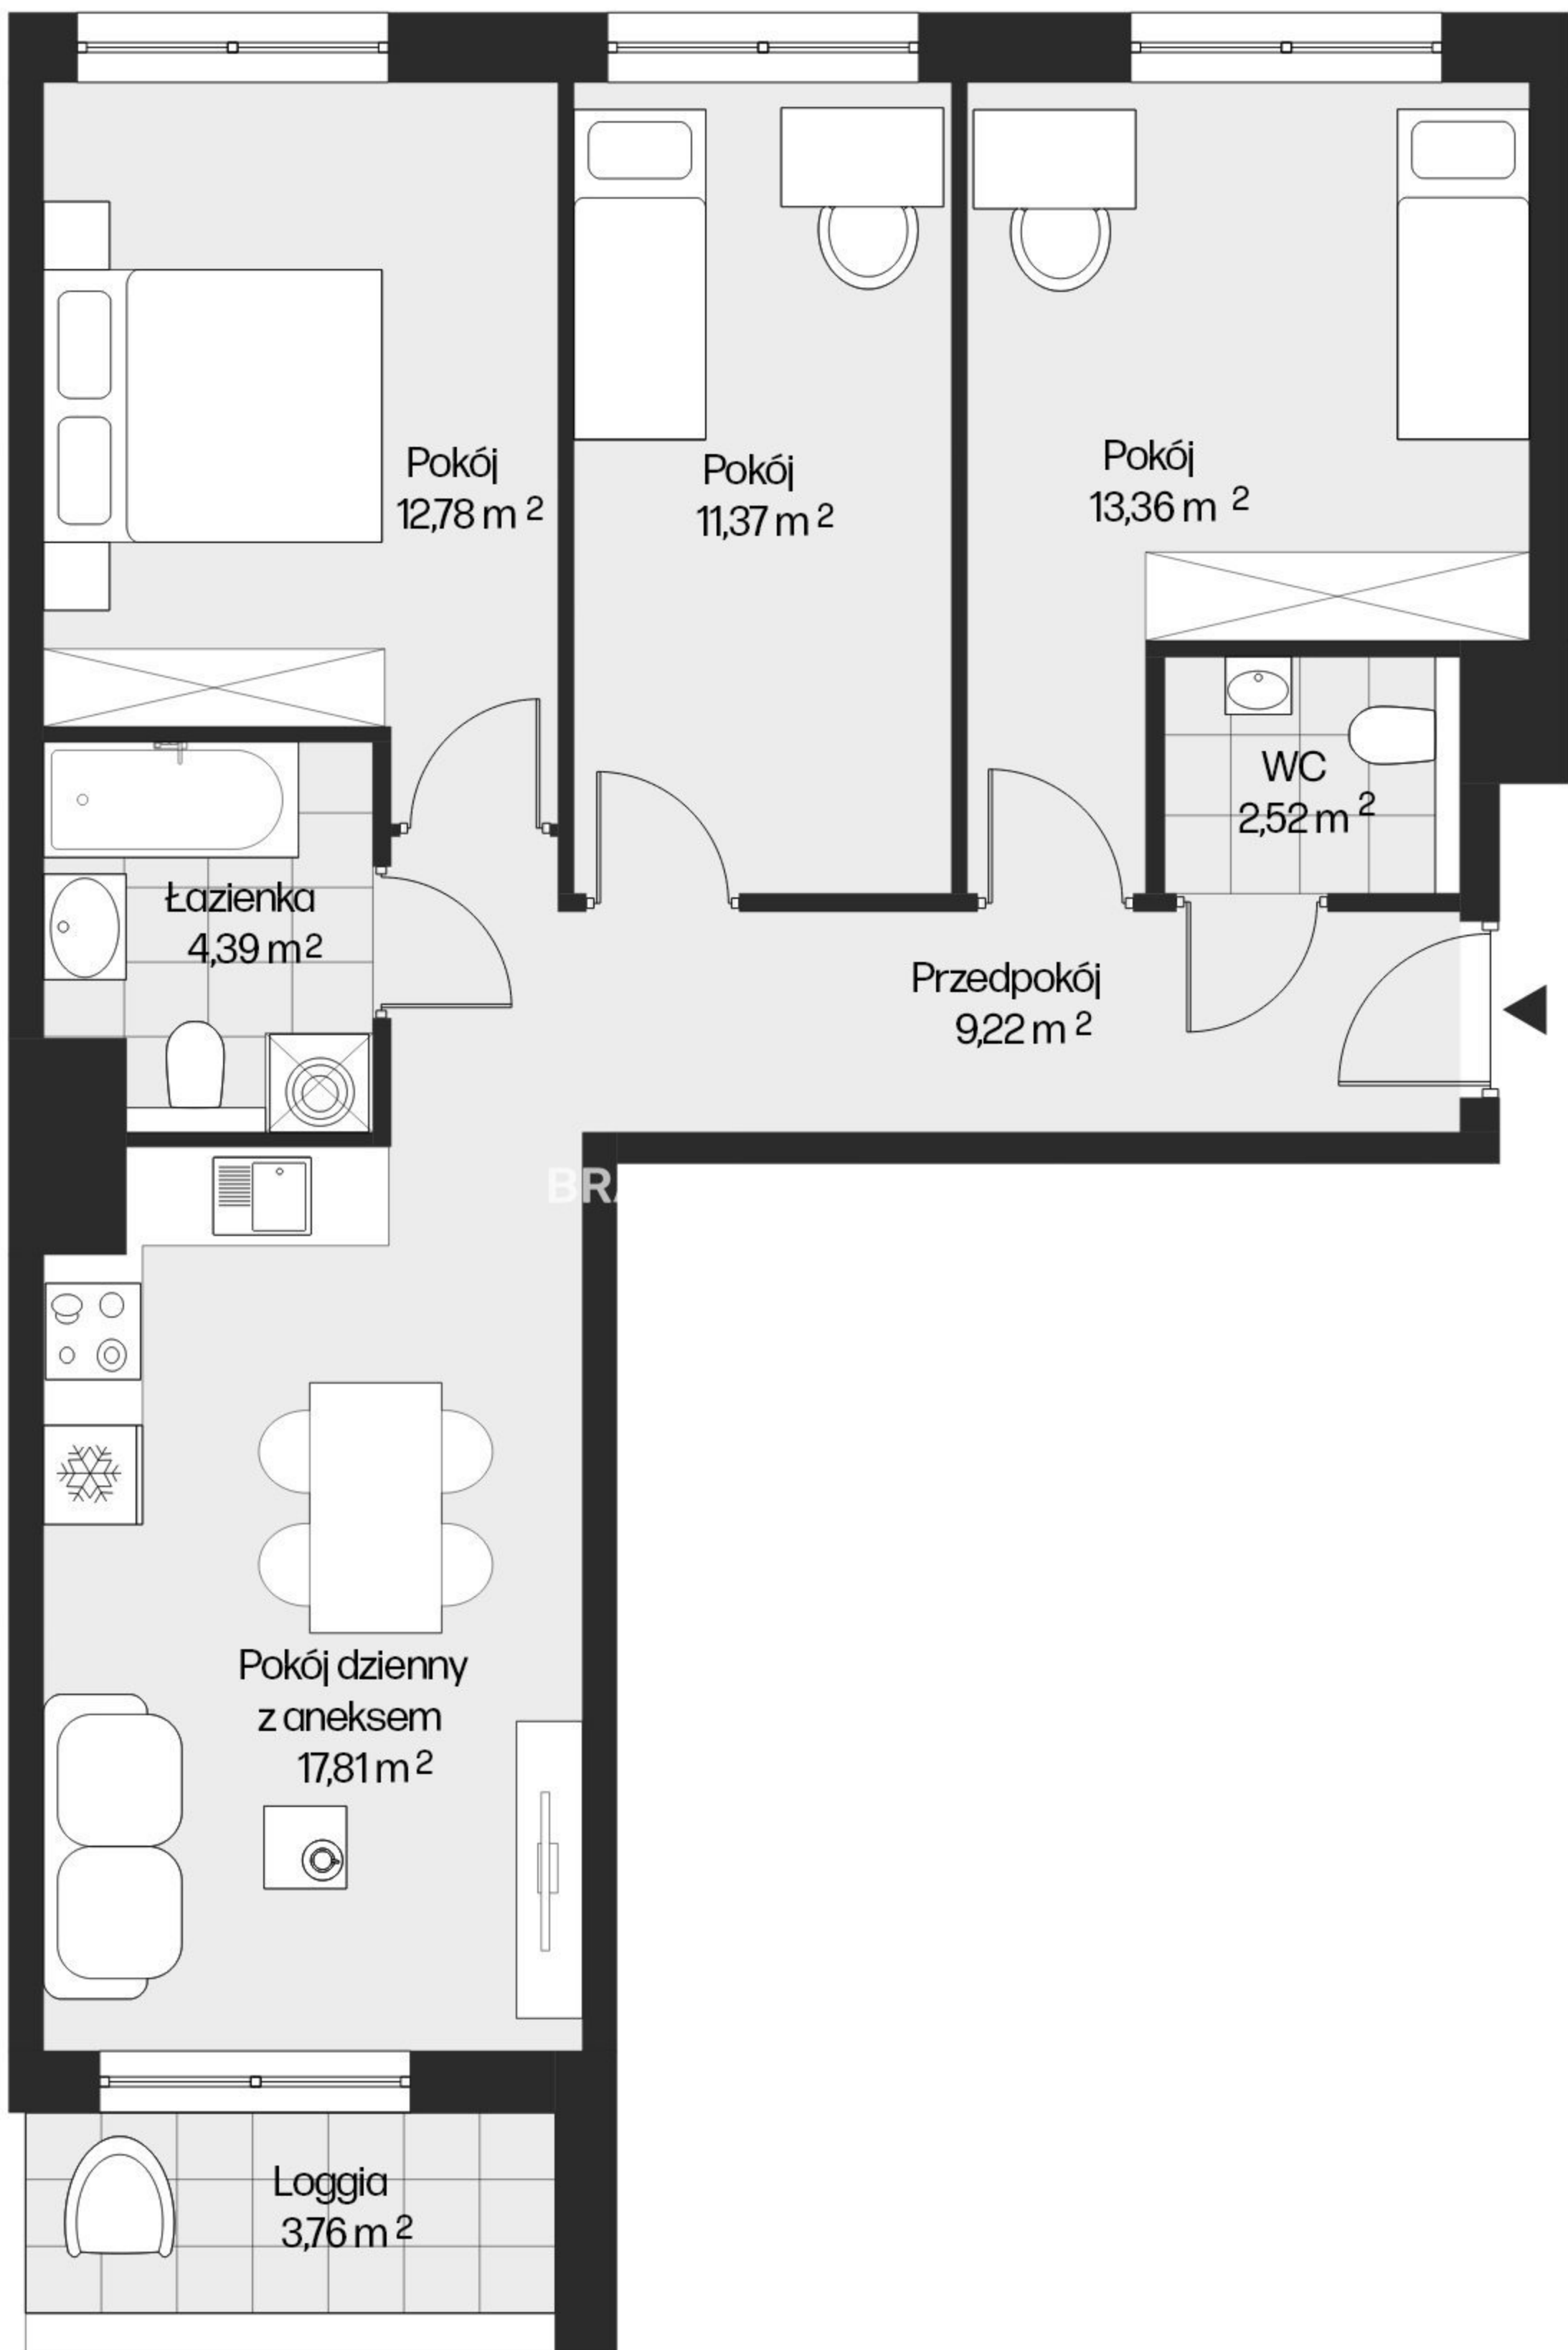 Pokój
12,78 m 2
Pokój
11,37 m 2
Pokój
13,36 m 2
WC
2,52 m 2
Łazienka
4,39 m2
Przedpokój
9,22 m 2
Pokój dzienny
z aneksem
17,81 m 2
Loggia
3,76 m 2